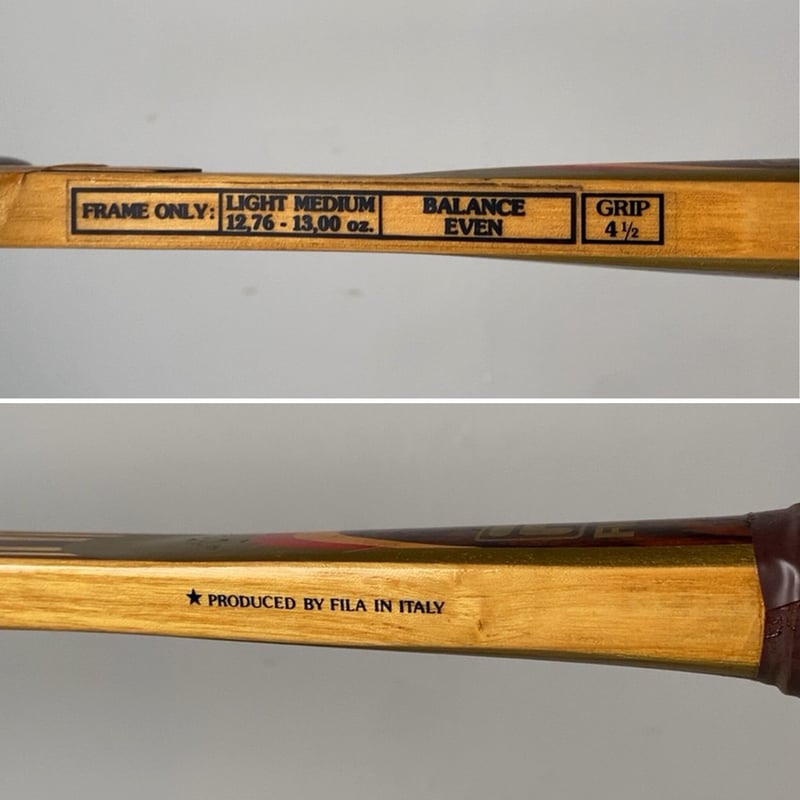 FRAME ONLY:
LIGHT MEDIUM
12,76 - 13,00 oz.
BALANCE
EVEN
GRIP
4 1/2
★ PRODUCED BY FILA IN ITALY